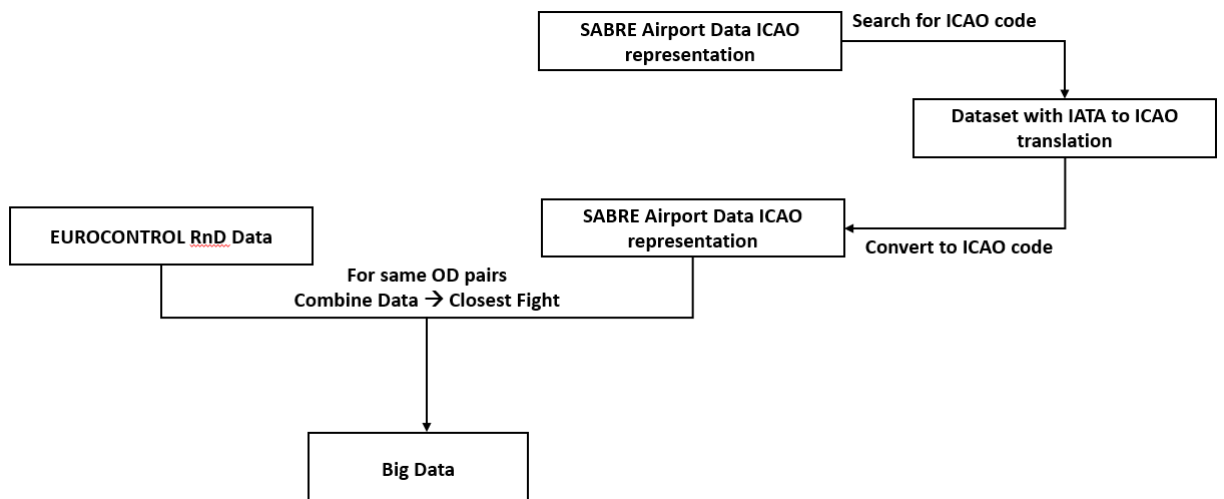 SABRE Airport Data ICAO
representation
Search for ICAO code
Dataset with IATA to ICAO
translation
SABRE Airport Data ICAO
representation
Convert to ICAO code
EUROCONTROL RnD Data
For same OD pairs
Combine Data → Closest Fight
Big Data